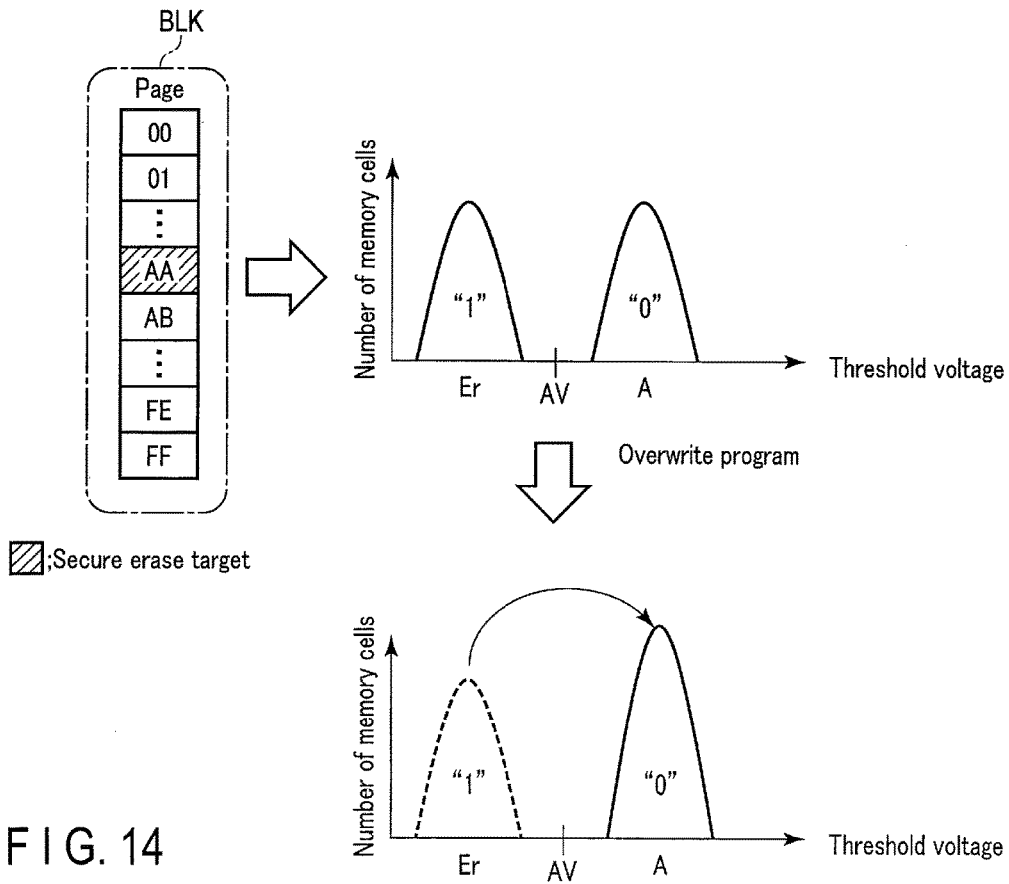 BLK
Page
00
01
⋮
AA
AB
⋮
FE
FF
;Secure erase target
Number of memory cells
“1”
“0”
Er
AV
A
Threshold voltage
Overwrite program
Number of memory cells
“1”
“0”
Er
AV
A
Threshold voltage
FIG. 14